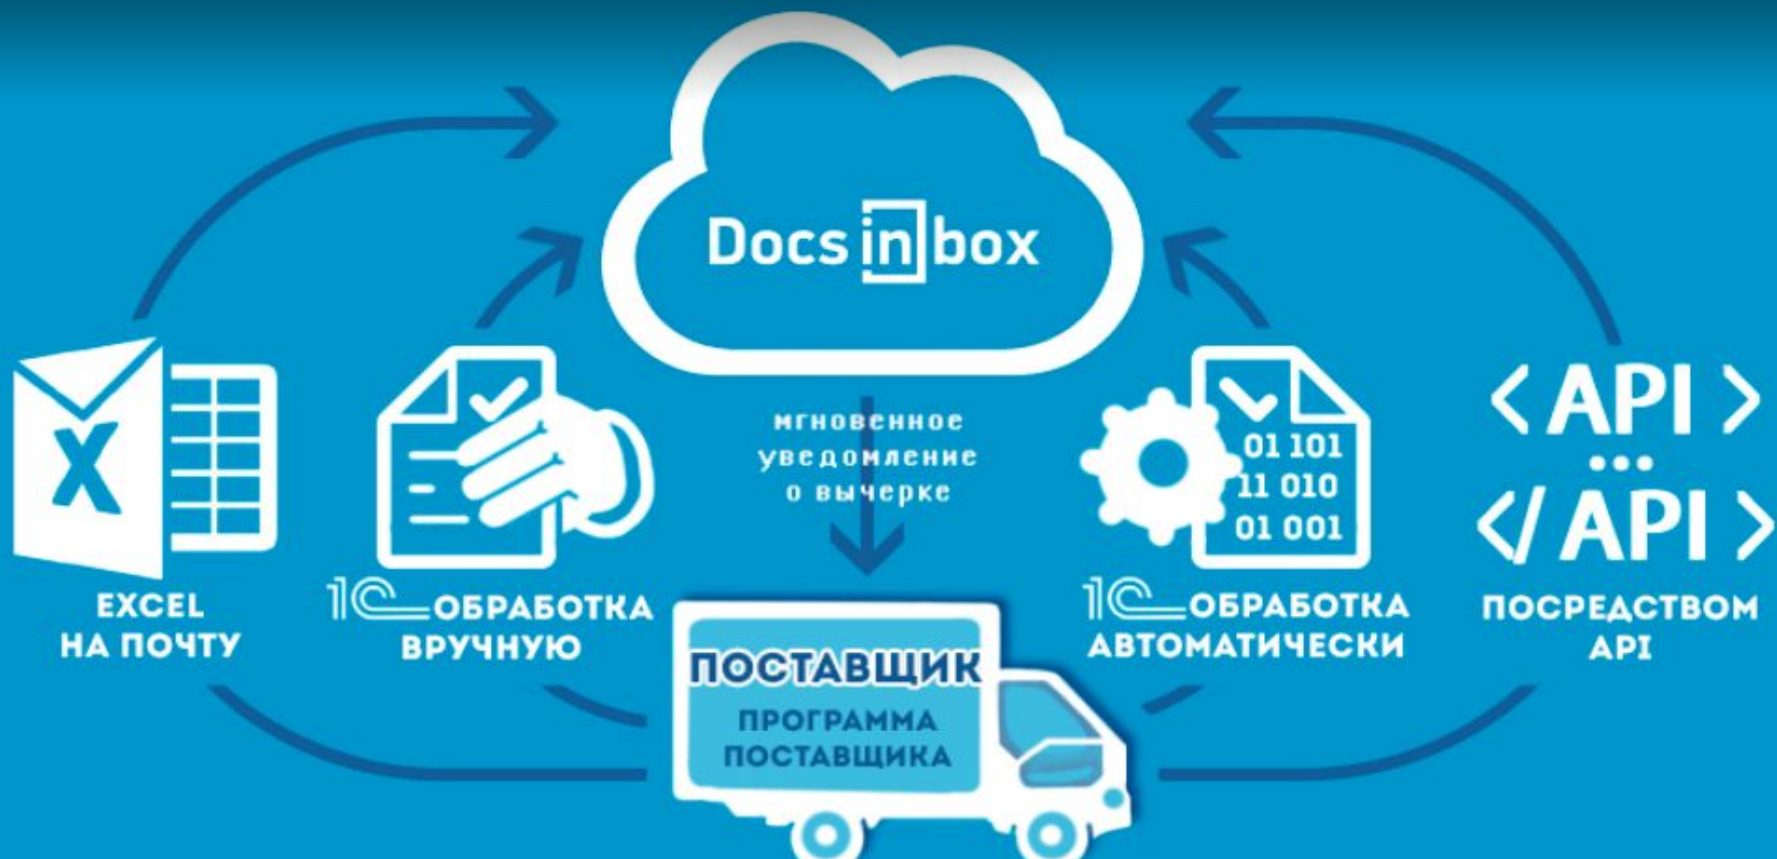 Docs in box
мгновенное
уведомление
о вычерке
X
01 101
11 010
01 001
< API >
...
</ API >
EXCEL
НА ПОЧТУ
1С ОБРАБОТКА
ВРУЧНУЮ
1С ОБРАБОТКА
АВТОМАТИЧЕСКИ
ПОСРЕДСТВОМ
API
ПОСТАВЩИК
ПРОГРАММА
ПОСТАВЩИКА